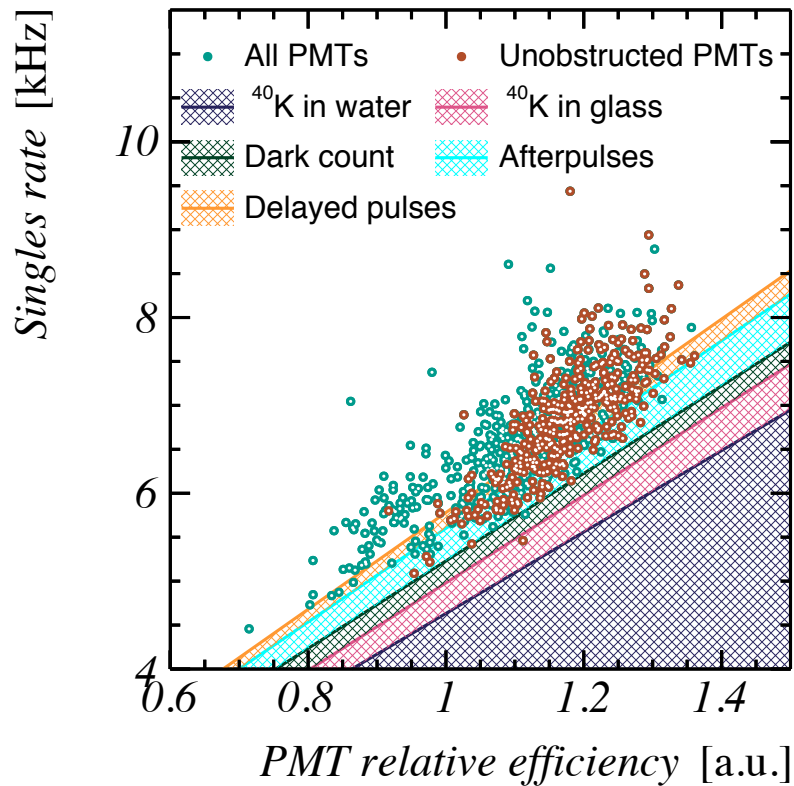 Singles rate [kHz]
All PMTs
Unobstructed PMTs
⁴⁰K in water
⁴⁰K in glass
Dark count
Afterpulses
Delayed pulses
10
8
6
4
0.6 0.8 1 1.2 1.4
PMT relative efficiency [a.u.]